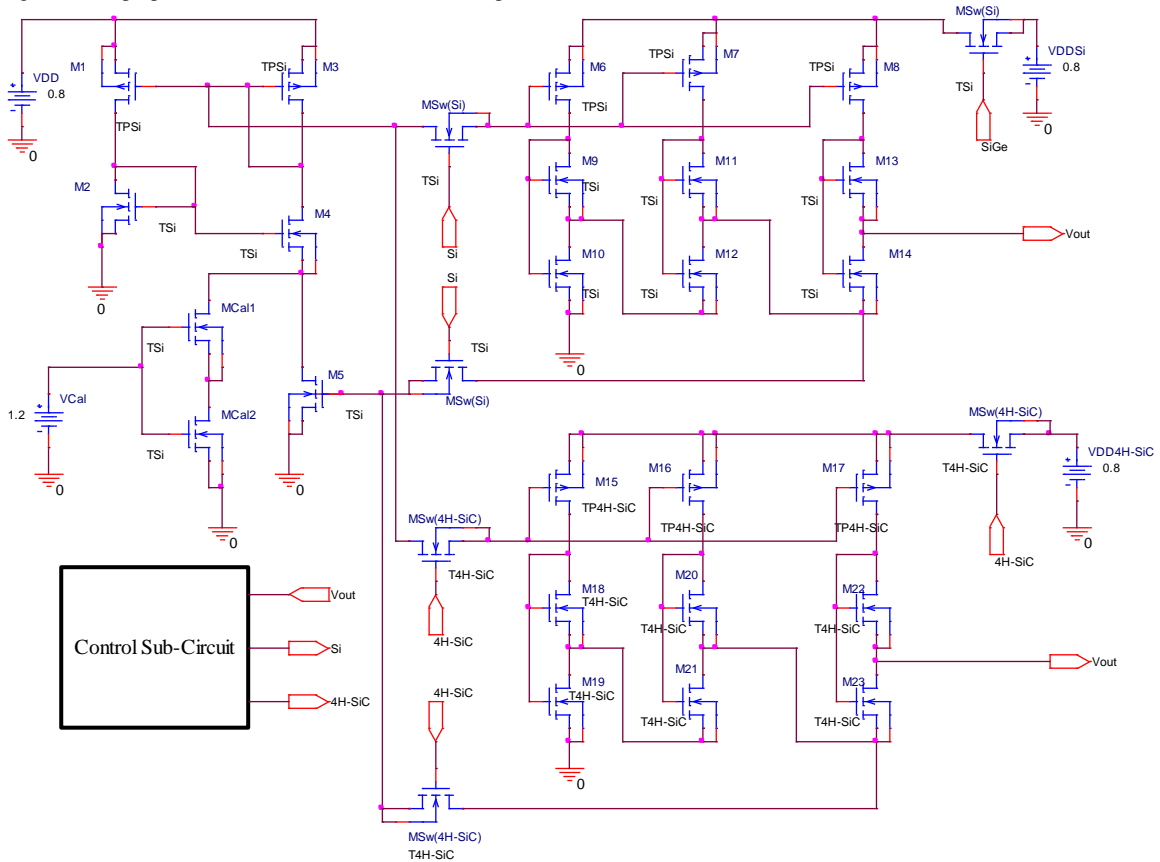 MSw(Si)
M1
M3
M6
M7
M8
VDD
0.8
TPSi
TPSi
TPSi
VDDSi
0.8
TSi
MSw(Si)
TPSi
TPSi
0
SiGe
0
M2
M4
TSi
M9
M11
M13
TSi
TSi
TSi
TSi
TSi
Si
Vout
0
Si
M10
M12
M14
TSi
TSi
TSi
MCal1
TSi
TSi
M5
0
VCal
1.2
MCal2
TSi
MSw(Si)
TSi
MSw(4H-SiC)
0
0
M15
M16
M17
T4H-SiC
VDD4H-SiC
0.8
TP4H-SiC
0
MSw(4H-SiC)
TP4H-SiC
TP4H-SiC
0
4H-SiC
T4H-SiC
M18
M20
M22
T4H-SiC
T4H-SiC
T4H-SiC
Vout
4H-SiC
Control Sub-Circuit
Si
Vout
4H-SiC
4H-SiC
M19
M21
M23
T4H-SiC
T4H-SiC
T4H-SiC
0
MSw(4H-SiC)
T4H-SiC